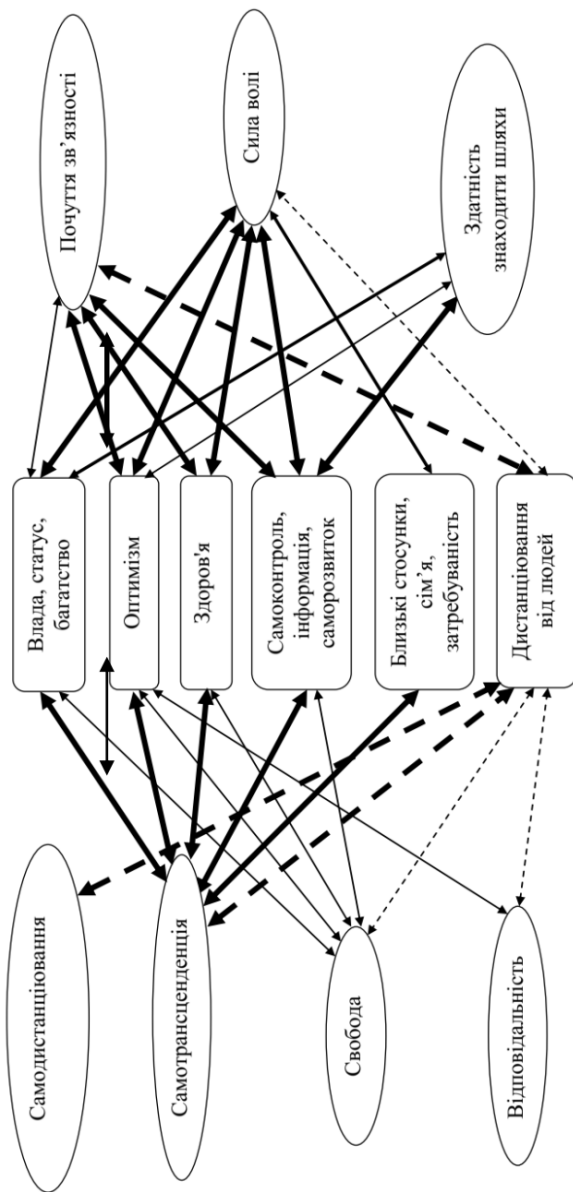 Самодистанціювання
Самотрансценденція
Свобода
Відповідальність
Влада, статус,
багатство
Оптимізм
Здоров'я
Самоконтроль,
інформація,
саморозвиток
Близькі стосунки,
сім’я,
затребуваність
Дистанціювання
від людей
Почуття зв’язності
Сила волі
Здатність
знаходити шляхи